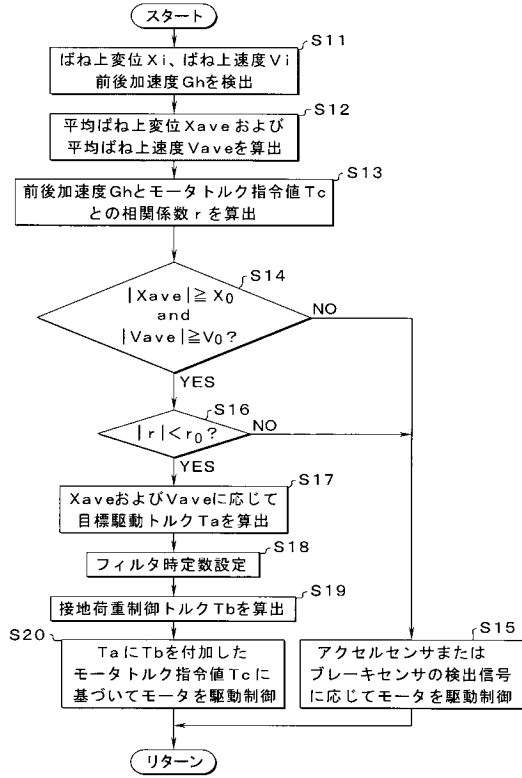 スタート
S11
ばね上変位Xi、ばね上速度Vi
前後加速度Ghを検出
S12
平均ばね上変位Xaveおよび
平均ばね上速度Vaveを算出
S13
前後加速度Ghとモータトルク指令値Tc
との相関係数rを算出
S14
|Xave|≧X₀
and
|Vave|≧V₀?
NO
YES
S16
|r|<r₀?
NO
YES
S17
XaveおよびVaveに応じて
目標駆動トルクTaを算出
S18
フィルタ時定数設定
S19
接地荷重制御トルクTbを算出
S20
TaにTbを付加した
モータトルク指令値Tcに
基づいてモータを駆動制御
S15
アクセルセンサまたは
ブレーキセンサの検出信号
に応じてモータを駆動制御
リターン